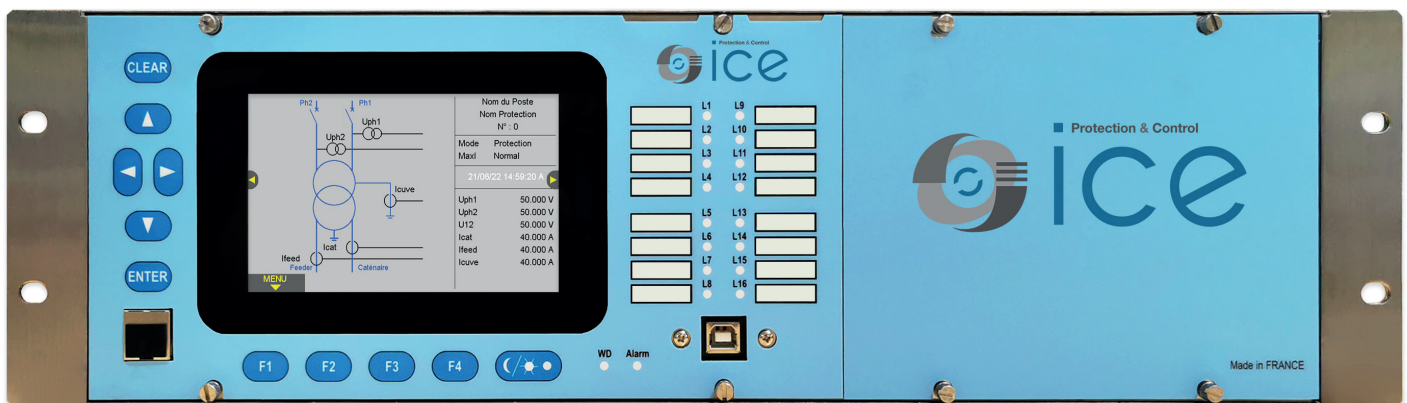 CLEAR
ENTER
Ph2
Ph1
Uph1
Uph2
Icuve
Icat
Ifeed
Feeder
Caténaire
MENU
Nom du Poste
Nom Protection
N° : 0
Mode Protection
MaxI Normal
21/06/22 14:59:20 A
Uph1 50.000 V
Uph2 50.000 V
U12 50.000 V
Icat 40.000 A
Ifeed 40.000 A
Icuve 40.000 A
F1
F2
F3
F4
WD
Alarm
Protection & Control
ice
L1 L9
L2 L10
L3 L11
L4 L12
L5 L13
L6 L14
L7 L15
L8 L16
Protection & Control
ice
Made in FRANCE